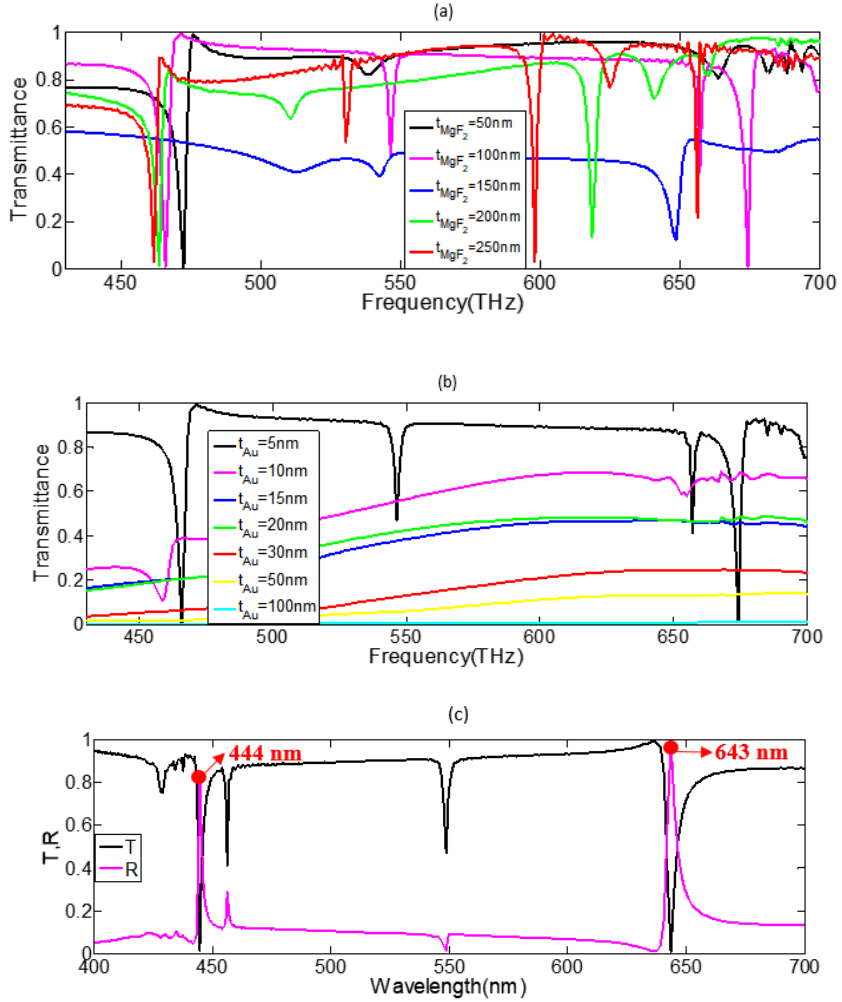 (a)
Transmittance
1
0.8
0.6
0.4
0.2
0
t_MgF2=50nm
t_MgF2=100nm
t_MgF2=150nm
t_MgF2=200nm
t_MgF2=250nm
450 500 550 600 650 700
Frequency(THz)
(b)
Transmittance
1
0.8
0.6
0.4
0.2
0
t_Au=5nm
t_Au=10nm
t_Au=15nm
t_Au=20nm
t_Au=30nm
t_Au=50nm
t_Au=100nm
450 500 550 600 650 700
Frequency(THz)
(c)
T,R
1
0.8
0.6
0.4
0.2
0
444 nm
643 nm
T
R
400 450 500 550 600 650 700
Wavelength(nm)